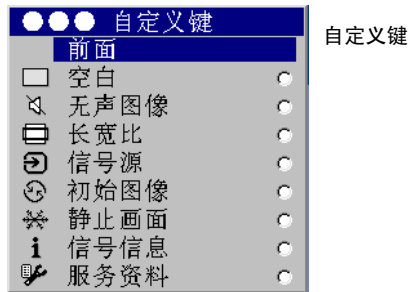 自定义键
前面
空白
无声图像
长宽比
信号源
初始图像
静止画面
信号信息
服务资料
自定义键